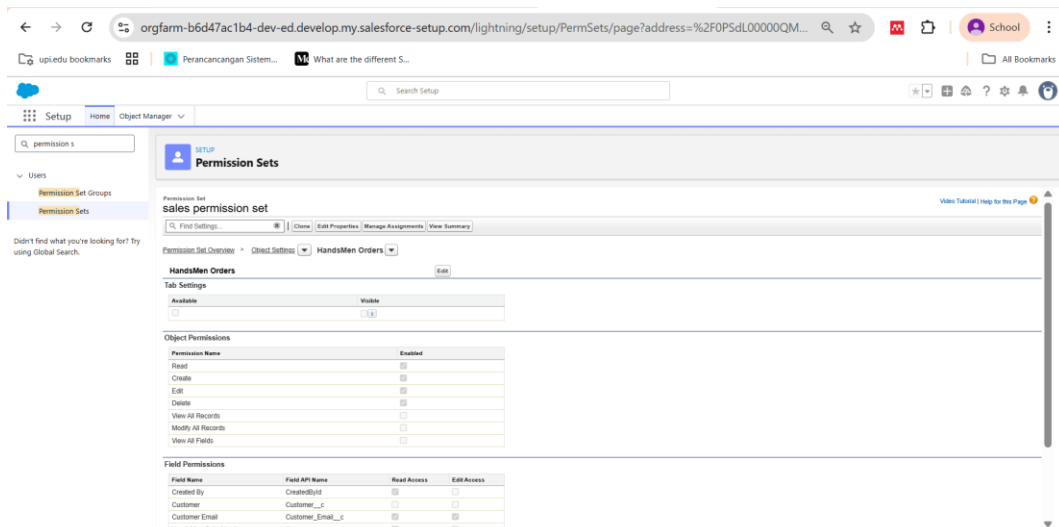 orgfarm-b6d47ac1b4-dev-ed.develop.my.salesforce-setup.com/lightning/setup/PermSets/page?address=%2F0PSdL00000QM...
School
upi.edu bookmarks
Perancancangan Sistem...
What are the different S...
All Bookmarks
Search Setup
Setup
Home
Object Manager
permission s
Users
Permission Set Groups
Permission Sets
Didn't find what you're looking for? Try
using Global Search.
SETUP
Permission Sets
Permission Set
sales permission set
Video Tutorial | Help for this Page
Find Settings...
Clone
Edit Properties
Manage Assignments
View Summary
Permission Set Overview > Object Settings HandsMen Orders
HandsMen Orders
Edit
Tab Settings
Available Visible
Object Permissions
Permission Name Enabled
Read
Create
Edit
Delete
View All Records
Modify All Records
View All Fields
Field Permissions
Field Name Field API Name Read Access Edit Access
Created By CreatedById
Customer Customer__c
Customer Email Customer_Email__c